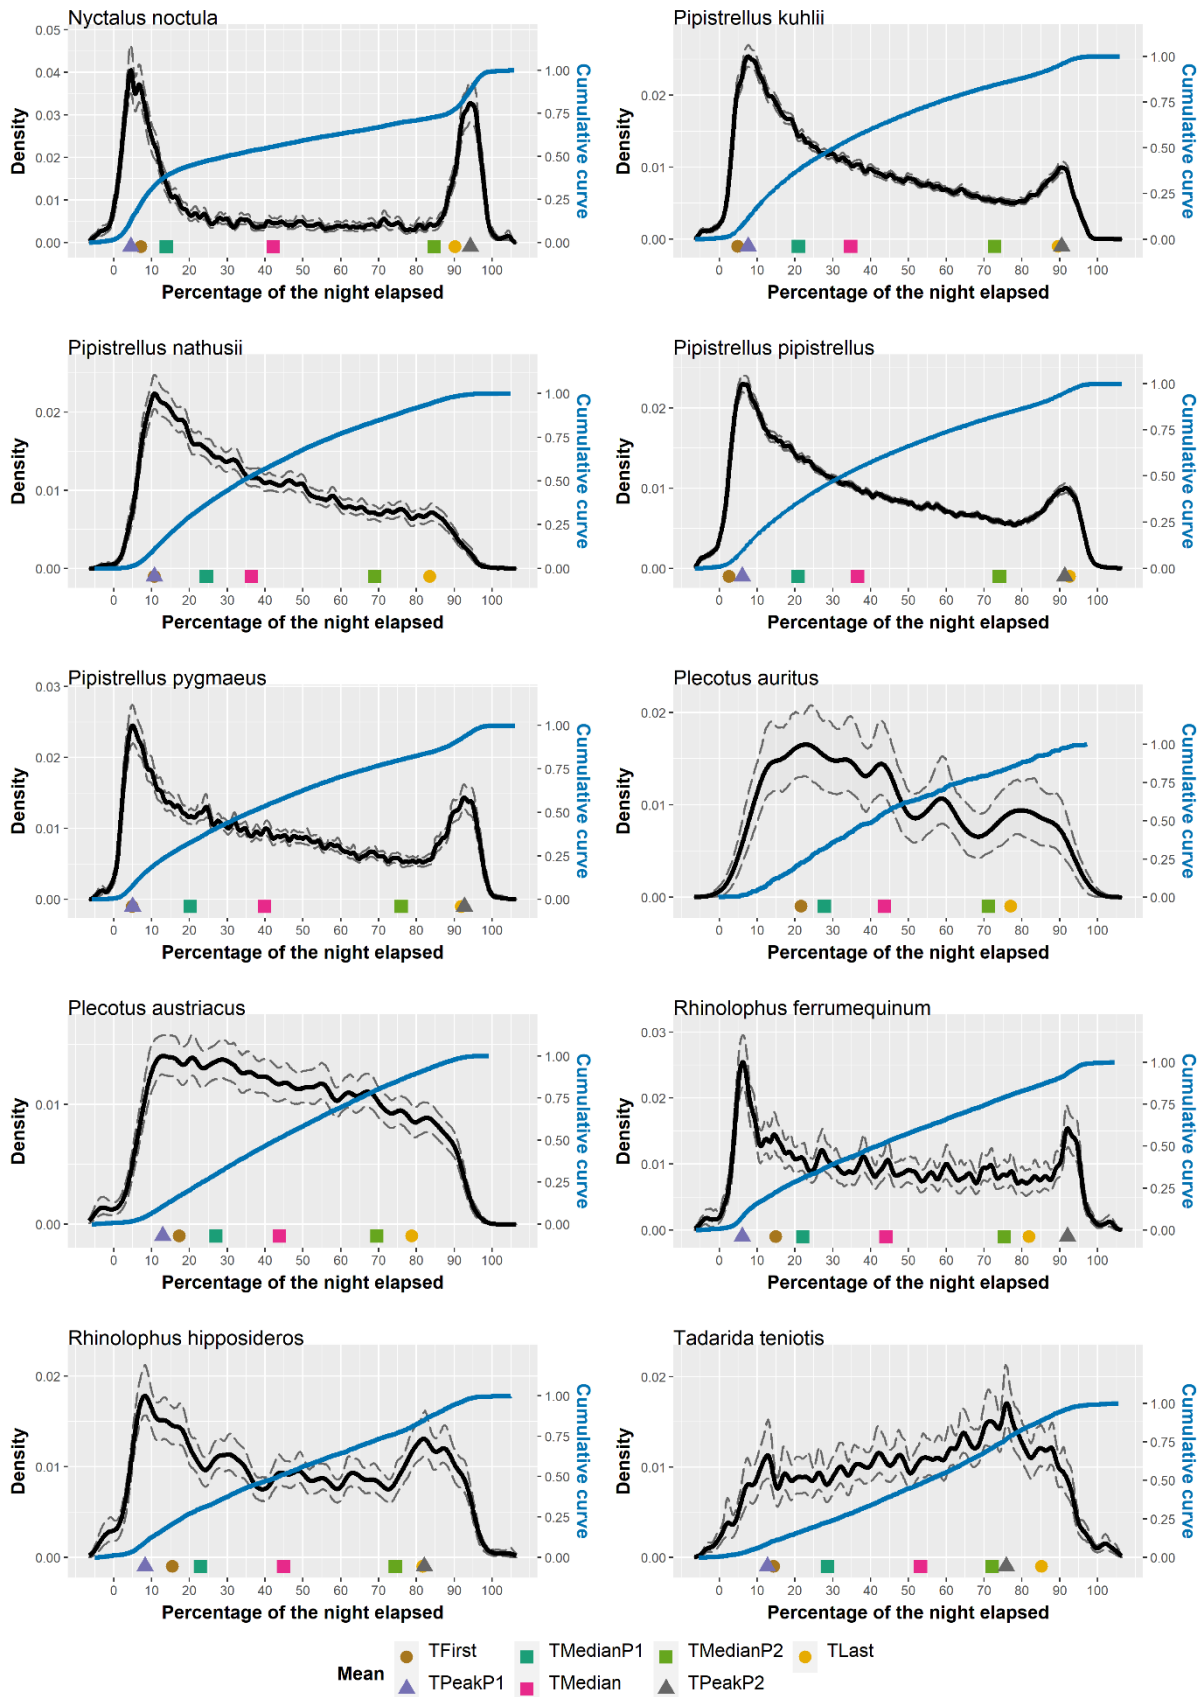 Nyctalus noctula
0.05
0.04
0.03
0.02
0.01
0.00
Density
1.00
0.75
0.50
0.25
0.00
Cumulative curve
0 10 20 30 40 50 60 70 80 90 100
Percentage of the night elapsed
Pipistrellus kuhlii
0.02
0.01
0.00
Density
1.00
0.75
0.50
0.25
0.00
Cumulative curve
0 10 20 30 40 50 60 70 80 90 100
Percentage of the night elapsed
Pipistrellus nathusii
0.02
0.01
0.00
Density
1.00
0.75
0.50
0.25
0.00
Cumulative curve
0 10 20 30 40 50 60 70 80 90 100
Percentage of the night elapsed
Pipistrellus pipistrellus
0.02
0.01
0.00
Density
1.00
0.75
0.50
0.25
0.00
Cumulative curve
0 10 20 30 40 50 60 70 80 90 100
Percentage of the night elapsed
Pipistrellus pygmaeus
0.03
0.02
0.01
0.00
Density
1.00
0.75
0.50
0.25
0.00
Cumulative curve
0 10 20 30 40 50 60 70 80 90 100
Percentage of the night elapsed
Plecotus auritus
0.02
0.01
0.00
Density
1.00
0.75
0.50
0.25
0.00
Cumulative curve
0 10 20 30 40 50 60 70 80 90 100
Percentage of the night elapsed
Plecotus austriacus
0.01
0.00
Density
1.00
0.75
0.50
0.25
0.00
Cumulative curve
0 10 20 30 40 50 60 70 80 90 100
Percentage of the night elapsed
Rhinolophus ferrumequinum
0.03
0.02
0.01
0.00
Density
1.00
0.75
0.50
0.25
0.00
Cumulative curve
0 10 20 30 40 50 60 70 80 90 100
Percentage of the night elapsed
Rhinolophus hipposideros
0.02
0.01
0.00
Density
1.00
0.75
0.50
0.25
0.00
Cumulative curve
0 10 20 30 40 50 60 70 80 90 100
Percentage of the night elapsed
Tadarida teniotis
0.02
0.01
0.00
Density
1.00
0.75
0.50
0.25
0.00
Cumulative curve
0 10 20 30 40 50 60 70 80 90 100
Percentage of the night elapsed
Mean
TFirst TMedianP1 TMedianP2 TLast
TPeakP1 TMedian TPeakP2